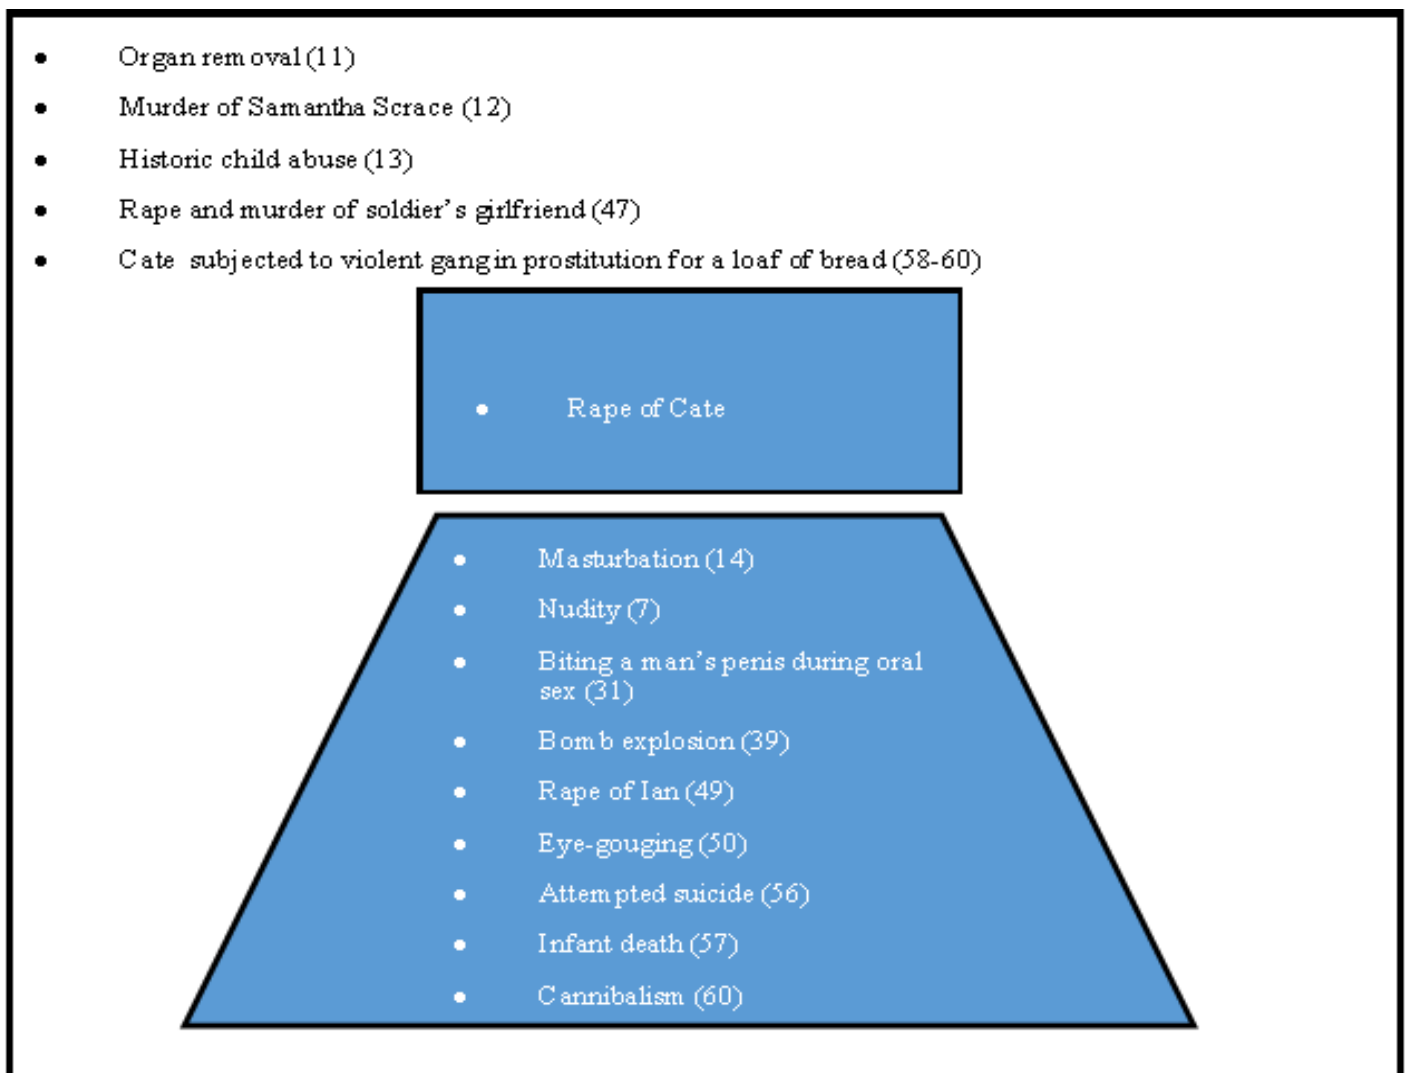 • Organ removal (11)
• Murder of Samantha Scrace (12)
• Historic child abuse (13)
• Rape and murder of soldier's girlfriend (47)
• Cate subjected to violent gang in prostitution for a loaf of bread (58-60)
• Rape of Cate
• Masturbation (14)
• Nudity (7)
• Biting a man's penis during oral
sex (31)
• Bomb explosion (39)
• Rape of Ian (49)
• Eye-gouging (50)
• Attempted suicide (56)
• Infant death (57)
• Cannibalism (60)